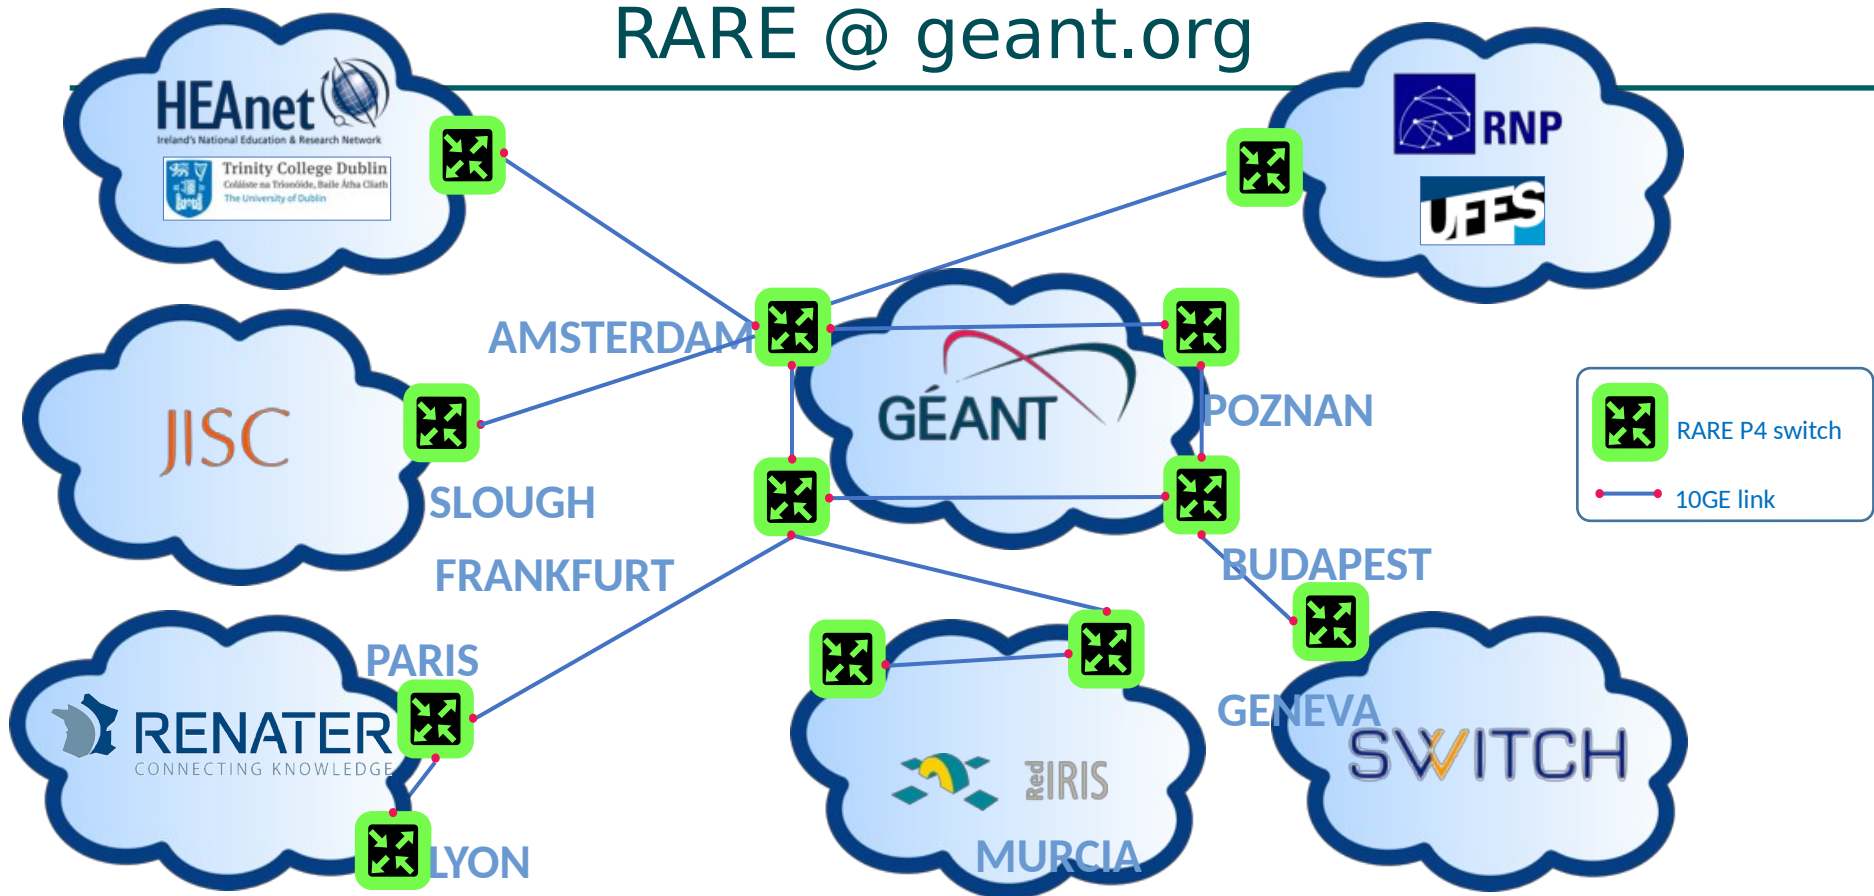 RARE @ geant.org
HEAnet
Ireland's National Education & Research Network
Trinity College Dublin
Coláiste na Tríonóide, Baile Átha Cliath
The University of Dublin
RNP
UFES
AMSTERDAM
GÉANT
POZNAN
JISC
SLOUGH
RARE P4 switch
10GE link
FRANKFURT
BUDAPEST
PARIS
RENATER
CONNECTING KNOWLEDGE
LYON
RedIRIS
MURCIA
GENEVA
SWITCH